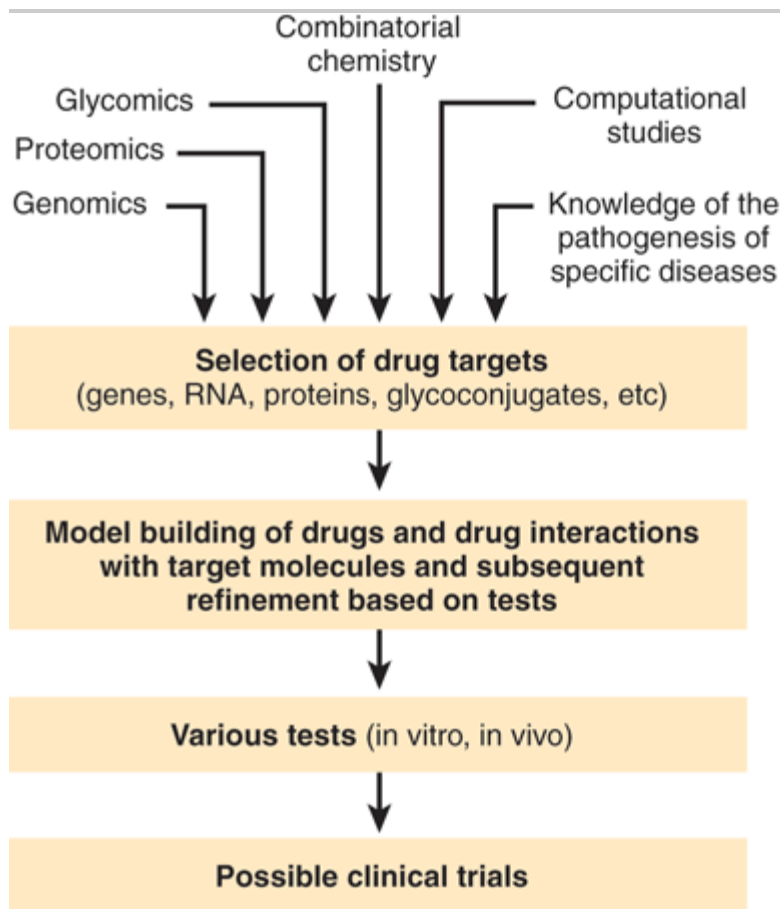 Combinatorial
chemistry
Glycomics
Computational
studies
Proteomics
Genomics
Knowledge of the
pathogenesis of
specific diseases
Selection of drug targets
(genes, RNA, proteins, glycoconjugates, etc)
Model building of drugs and drug interactions
with target molecules and subsequent
refinement based on tests
Various tests (in vitro, in vivo)
Possible clinical trials